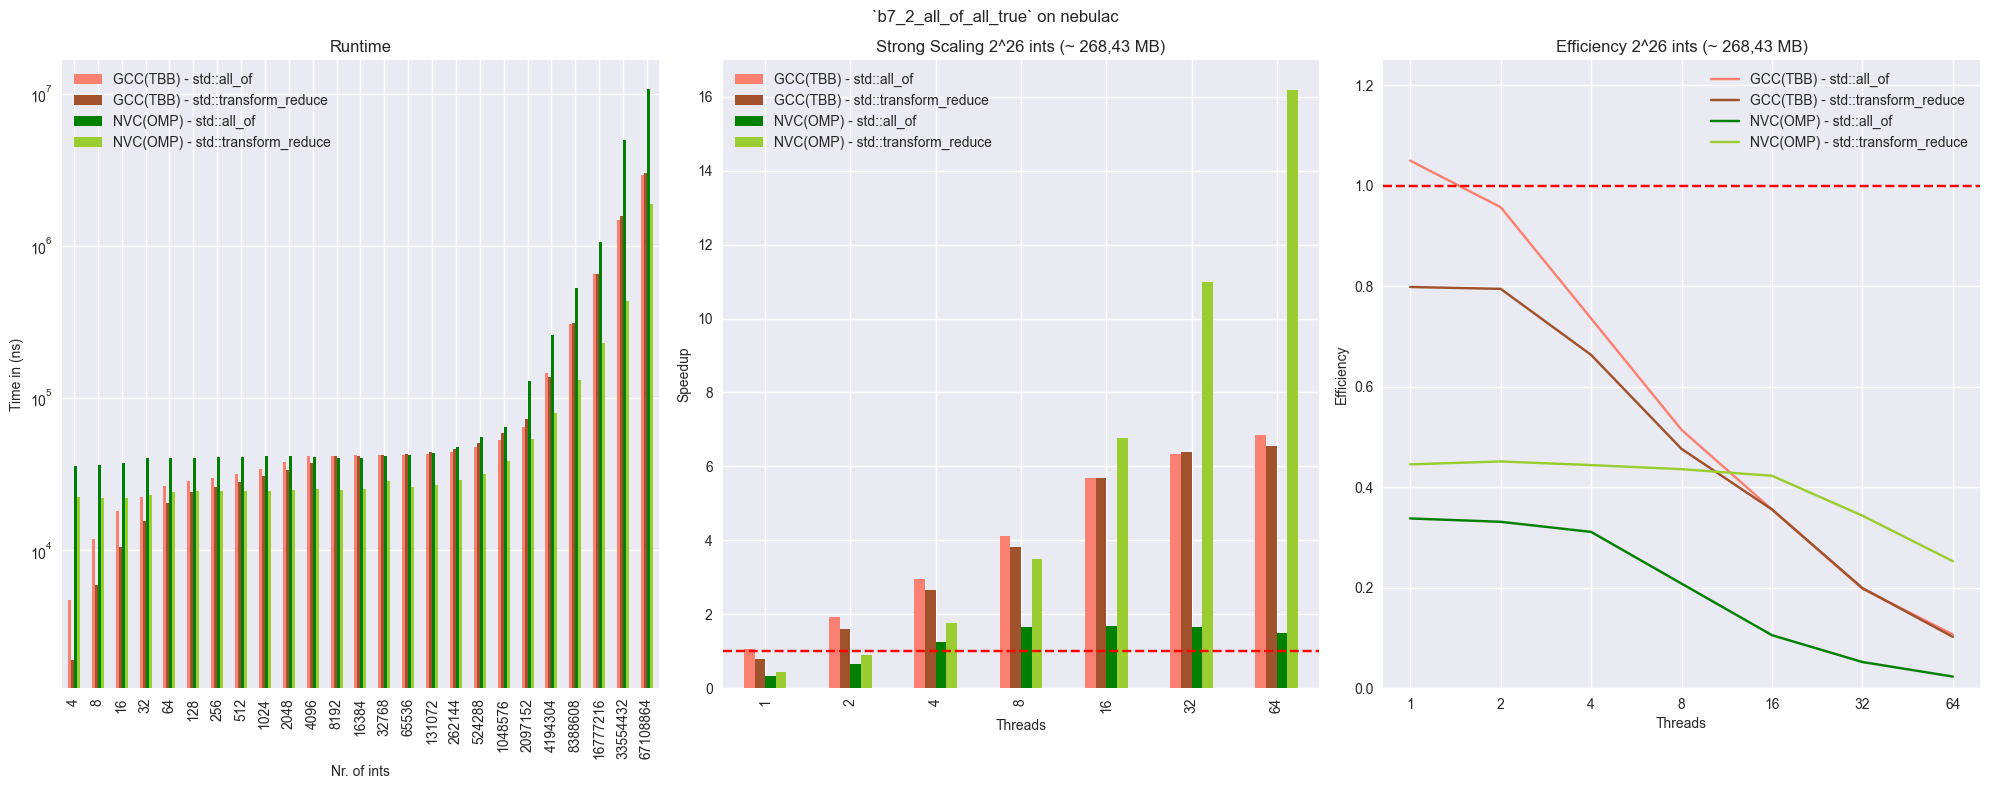 `b7_2_all_of_all_true` on nebulac
Runtime
GCC(TBB) - std::all_of
GCC(TBB) - std::transform_reduce
NVC(OMP) - std::all_of
NVC(OMP) - std::transform_reduce
Time in (ns)
10^7
10^6
10^5
10^4
4 8 16 32 64 128 256 512 1024 2048 4096 8192 16384 32768 65536 131072 262144 524288 1048576 2097152 4194304 8388608 16777216 33554432 67108864
Nr. of ints
Strong Scaling 2^26 ints (~ 268,43 MB)
GCC(TBB) - std::all_of
GCC(TBB) - std::transform_reduce
NVC(OMP) - std::all_of
NVC(OMP) - std::transform_reduce
Speedup
16
14
12
10
8
6
4
2
0
1 2 4 8 16 32 64
Threads
Efficiency 2^26 ints (~ 268,43 MB)
GCC(TBB) - std::all_of
GCC(TBB) - std::transform_reduce
NVC(OMP) - std::all_of
NVC(OMP) - std::transform_reduce
Efficiency
1.2
1.0
0.8
0.6
0.4
0.2
0.0
1 2 4 8 16 32 64
Threads